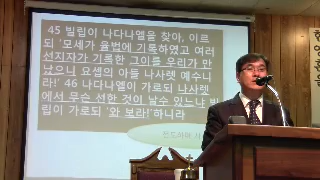 45 빌립이 나다나엘을 찾아, 이르
되 '모세가 율법에 기록하였고 여러
선지자가 기록한 그이를 우리가 만
났으니 요셉의 아들 나사렛 예수니
라!' 46 나다나엘이 가로되 나사렛
에서 무슨 선한 것이 날수 있느냐 빌
립이 가로되 '와 보라!'하니라